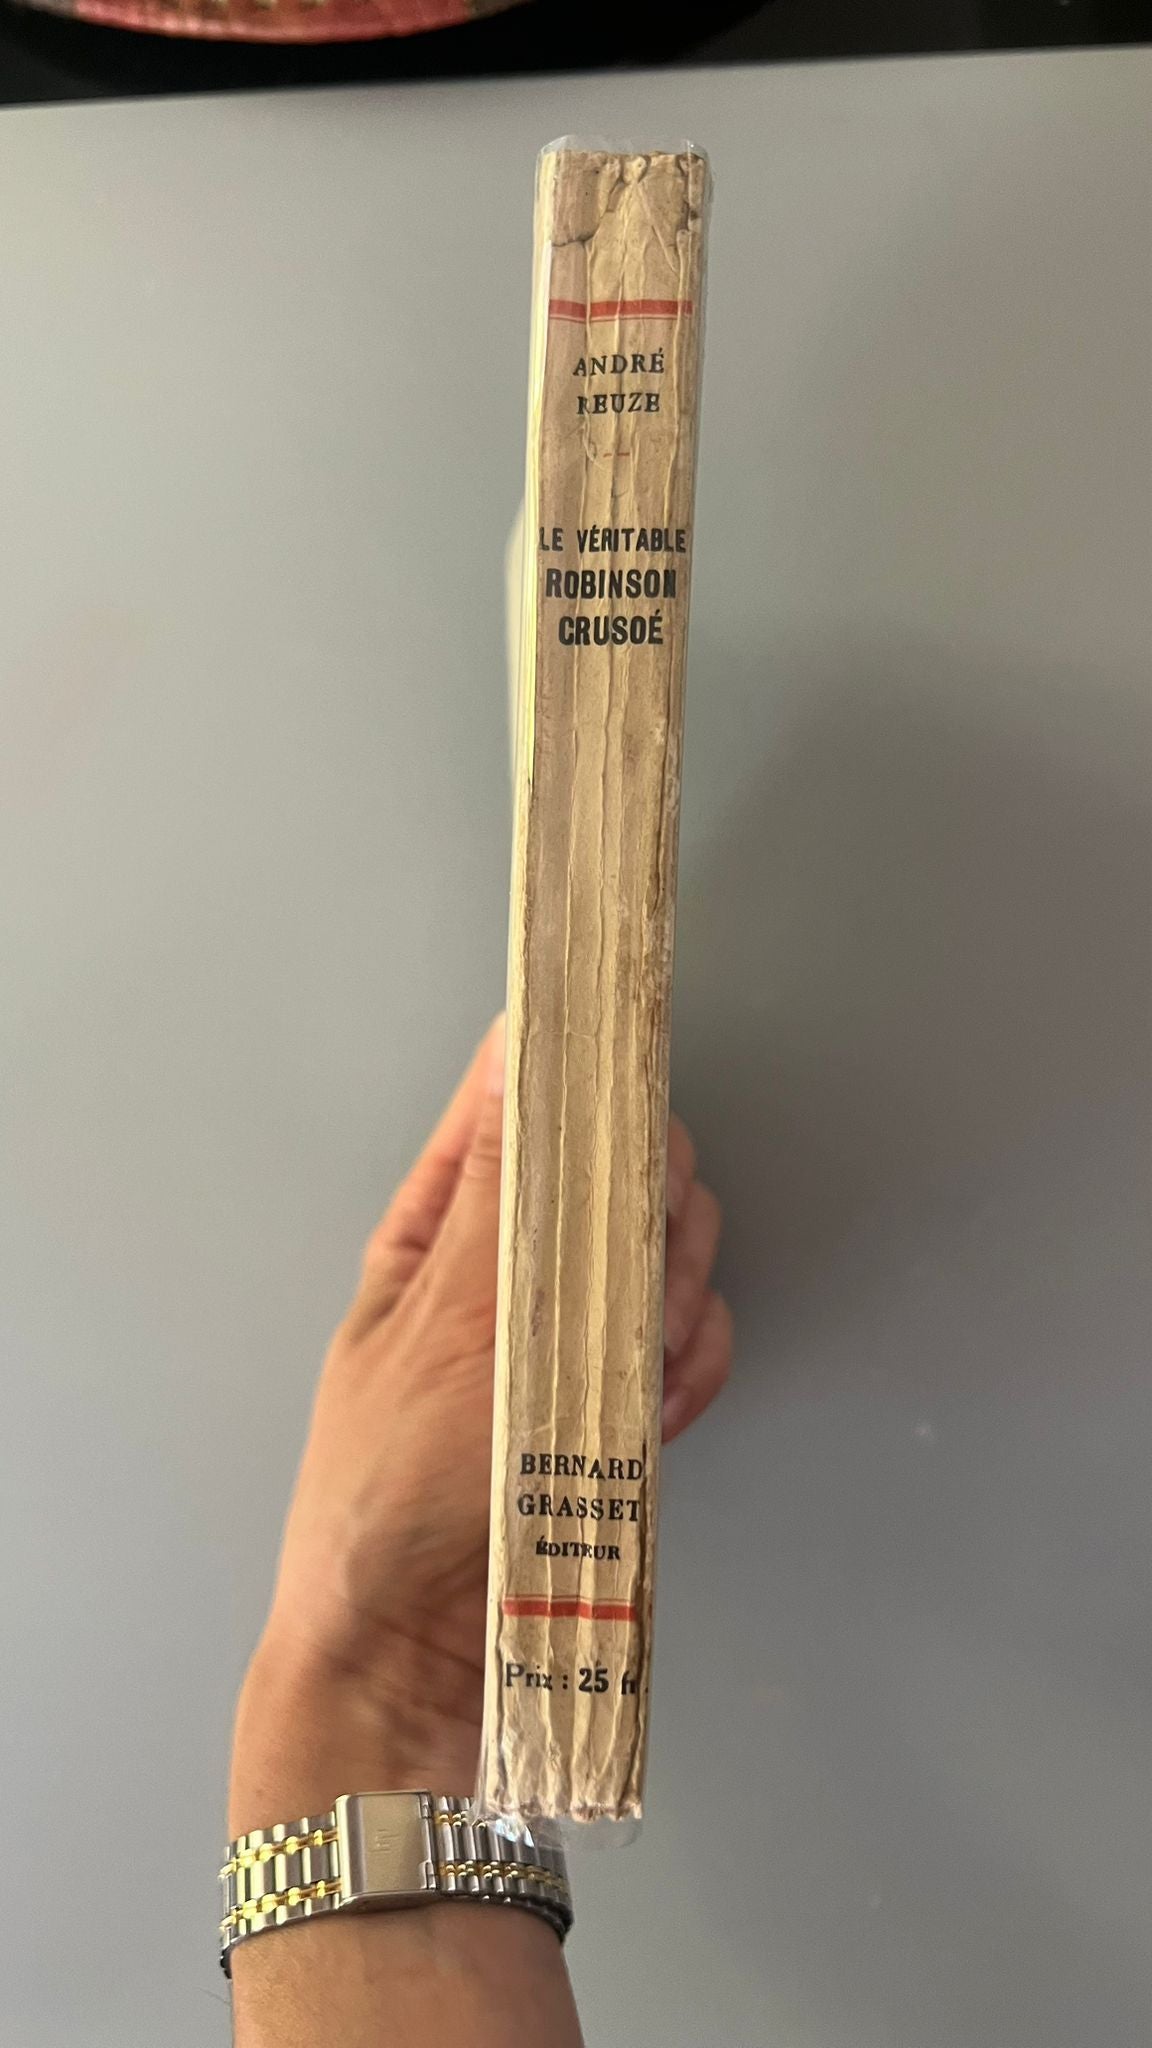 ANDRÉ
REUZE
LE VÉRITABLE
ROBINSON
CRUSOÉ
BERNARD
GRASSET
ÉDITEUR
Prix : 25 fr.